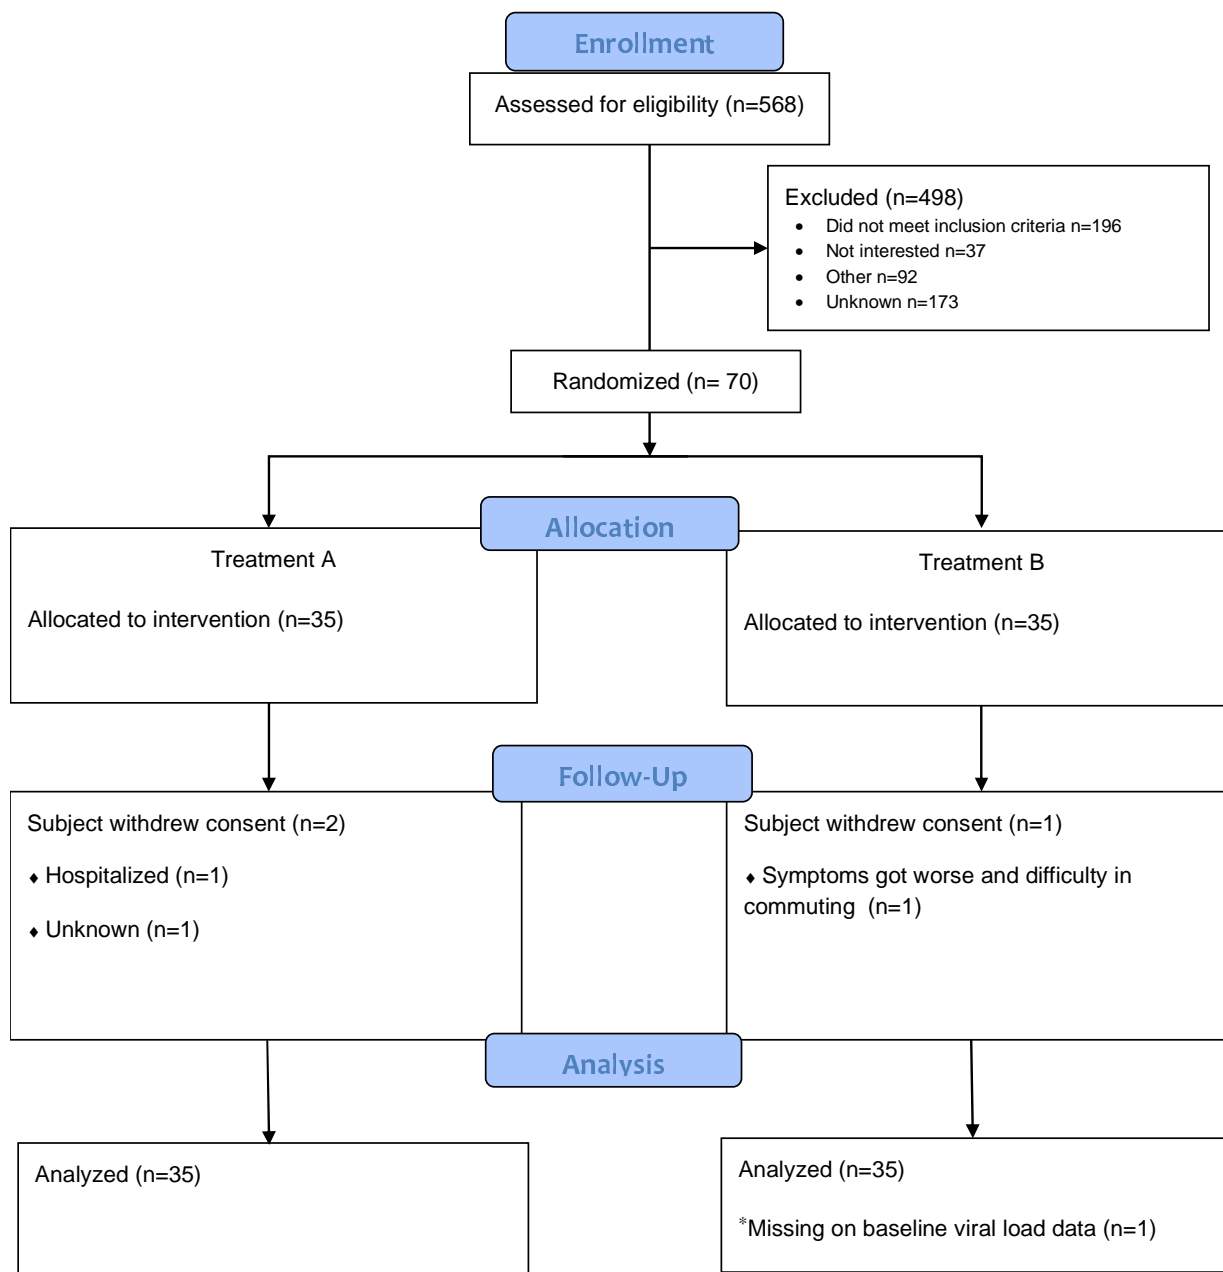 Enrollment
Assessed for eligibility (n=568)
Excluded (n=498)
• Did not meet inclusion criteria n=196
• Not interested n=37
• Other n=92
• Unknown n=173
Randomized (n= 70)
Allocation
Treatment A
Allocated to intervention (n=35)
Treatment B
Allocated to intervention (n=35)
Follow-Up
Subject withdrew consent (n=2)
♦ Hospitalized (n=1)
♦ Unknown (n=1)
Subject withdrew consent (n=1)
♦ Symptoms got worse and difficulty in
commuting (n=1)
Analysis
Analyzed (n=35)
Analyzed (n=35)
*Missing on baseline viral load data (n=1)